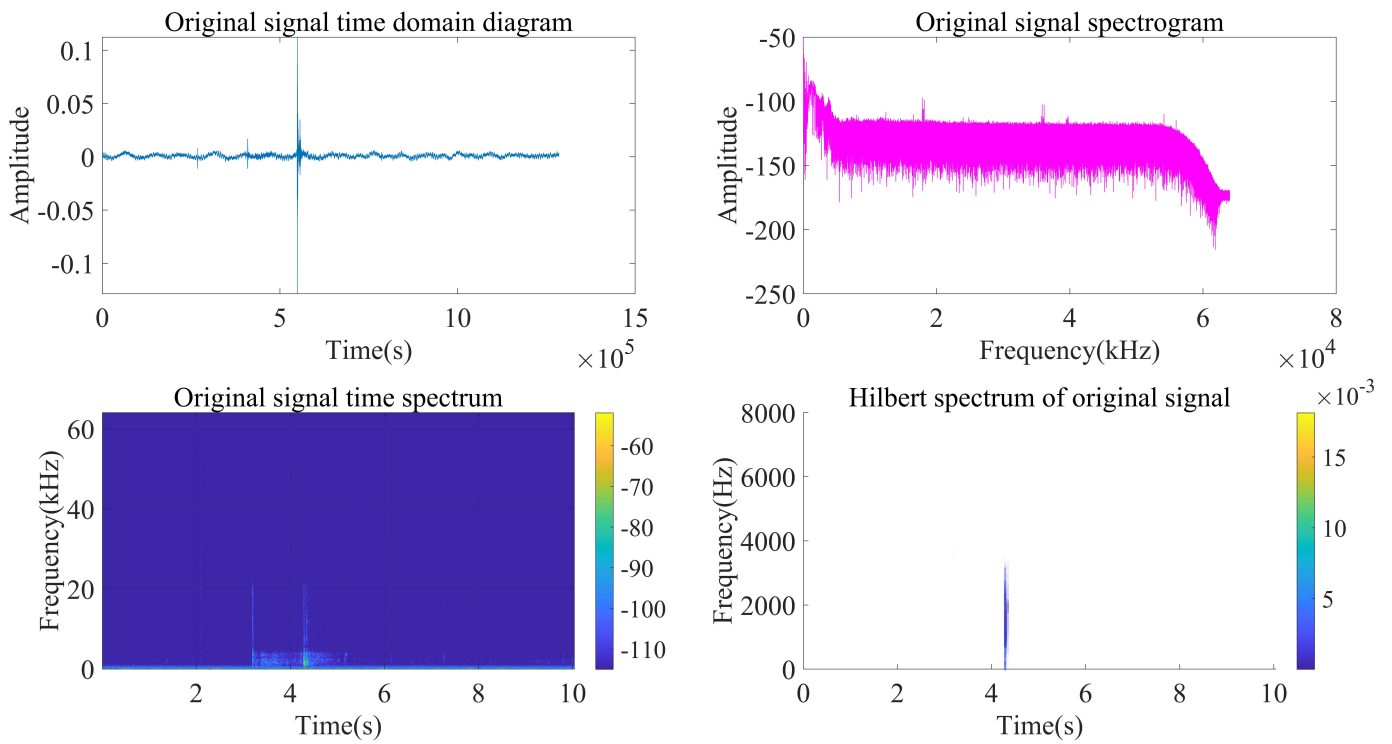 Original signal time domain diagram
Amplitude
0.1
0.05
0
-0.05
-0.1
0 5 10 15
Time(s)
×10^5
Original signal spectrogram
Amplitude
-50
-100
-150
-200
-250
0 2 4 6 8
Frequency(kHz)
×10^4
Original signal time spectrum
Frequency(kHz)
60
40
20
0
2 4 6 8 10
Time(s)
-60
-70
-80
-90
-100
-110
Hilbert spectrum of original signal
×10^-3
Frequency(Hz)
8000
6000
4000
2000
0
0 2 4 6 8 10
Time(s)
15
10
5